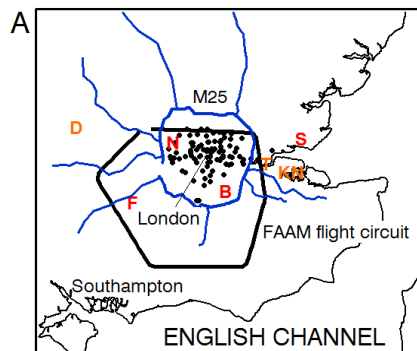 A
M25
D
N
S
T
KN
B
F
London
FAAM flight circuit
Southampton
ENGLISH CHANNEL